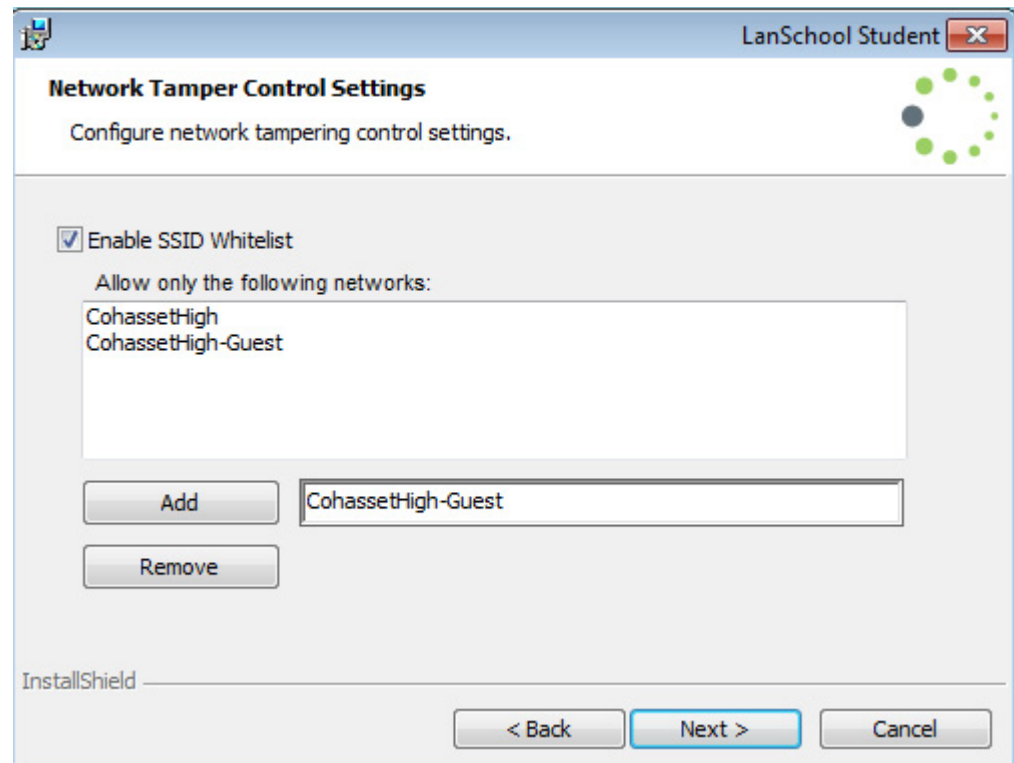 LanSchool Student
Network Tamper Control Settings
Configure network tampering control settings.
Enable SSID Whitelist
Allow only the following networks:
CohassetHigh
CohassetHigh-Guest
Add
CohassetHigh-Guest
Remove
InstallShield
< Back
Next >
Cancel